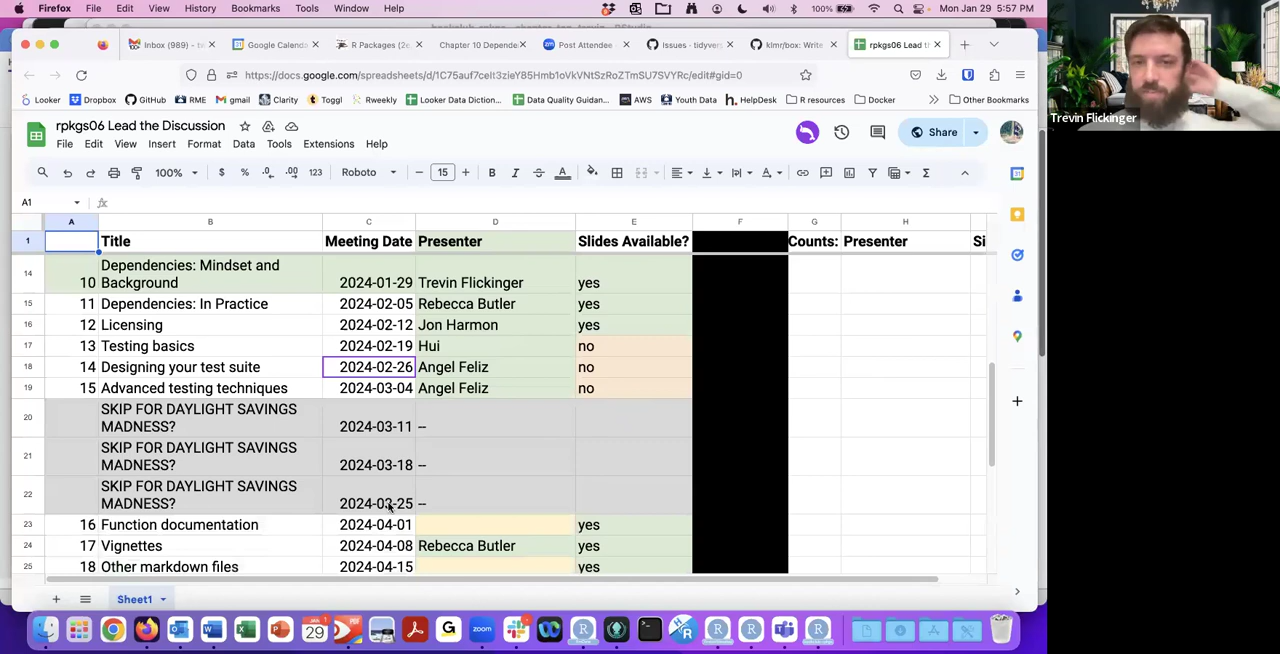 Firefox File Edit View History Bookmarks Tools Window Help 100% Mon Jan 29 5:57 PM
Inbox (989) - t Google Calenda R Packages (2e Chapter 10 Depende Post Attendee Issues · tidyver klmr/box: Write rpkgs06 Lead th
https://docs.google.com/spreadsheets/d/1C75auf7ceIt3zieY85Hmb1oVkVNtSzRoZTmSU7SVYRc/edit#gid=0
Looker Dropbox GitHub RME gmail Clarity Toggl Rweekly Looker Data Diction... Data Quality Guidan... AWS Youth Data HelpDesk R resources Docker Other Bookmarks
Trevin Flickinger
rpkgs06 Lead the Discussion
Share
File Edit View Insert Format Data Tools Extensions Help
100% $ % .0 .00 123 Roboto 15 B I A
A1 fx
A B C D E F G H
1 Title Meeting Date Presenter Slides Available? Counts: Presenter Si
14 10 Dependencies: Mindset and
Background 2024-01-29 Trevin Flickinger yes
15 11 Dependencies: In Practice 2024-02-05 Rebecca Butler yes
16 12 Licensing 2024-02-12 Jon Harmon yes
17 13 Testing basics 2024-02-19 Hui no
18 14 Designing your test suite 2024-02-26 Angel Feliz no
19 15 Advanced testing techniques 2024-03-04 Angel Feliz no
20 SKIP FOR DAYLIGHT SAVINGS
MADNESS? 2024-03-11 --
21 SKIP FOR DAYLIGHT SAVINGS
MADNESS? 2024-03-18 --
22 SKIP FOR DAYLIGHT SAVINGS
MADNESS? 2024-03-25 --
23 16 Function documentation 2024-04-01 yes
24 17 Vignettes 2024-04-08 Rebecca Butler yes
25 18 Other markdown files 2024-04-15 yes
Sheet1
JAN 29 zoom